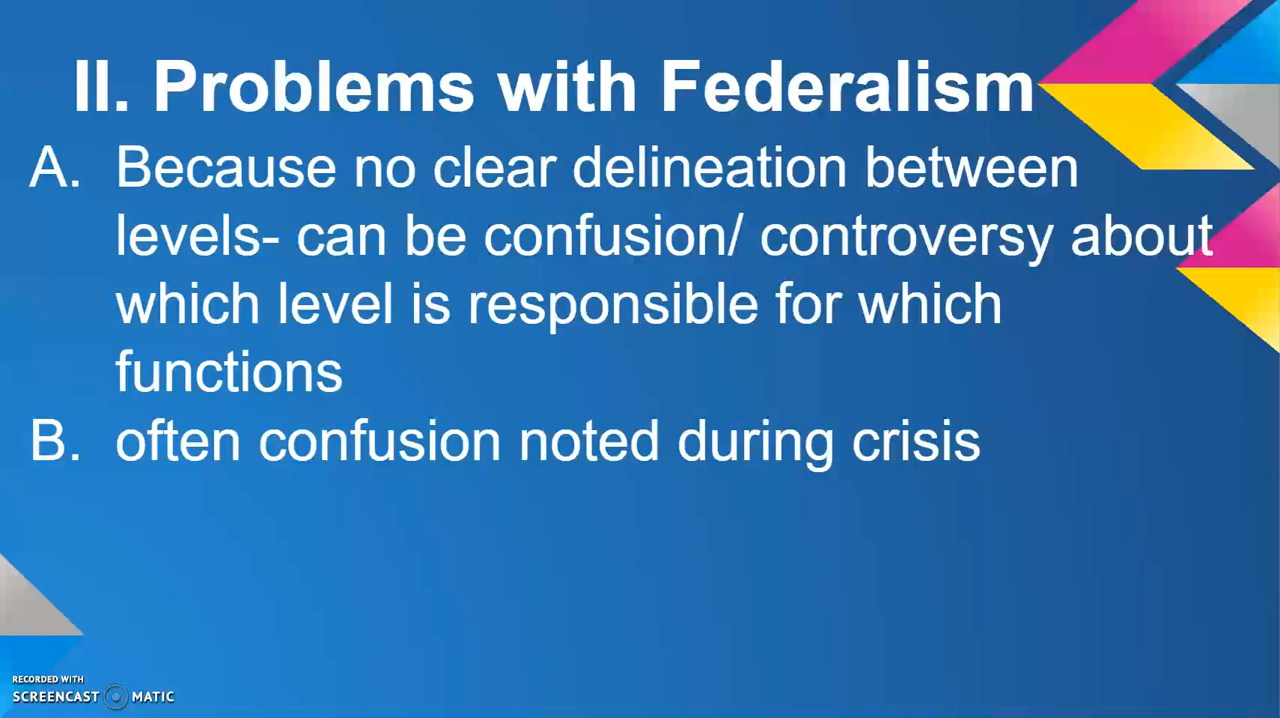 II. Problems with Federalism
A. Because no clear delineation between
levels- can be confusion/ controversy about
which level is responsible for which
functions
B. often confusion noted during crisis
RECORDED WITH
SCREENCAST MATIC